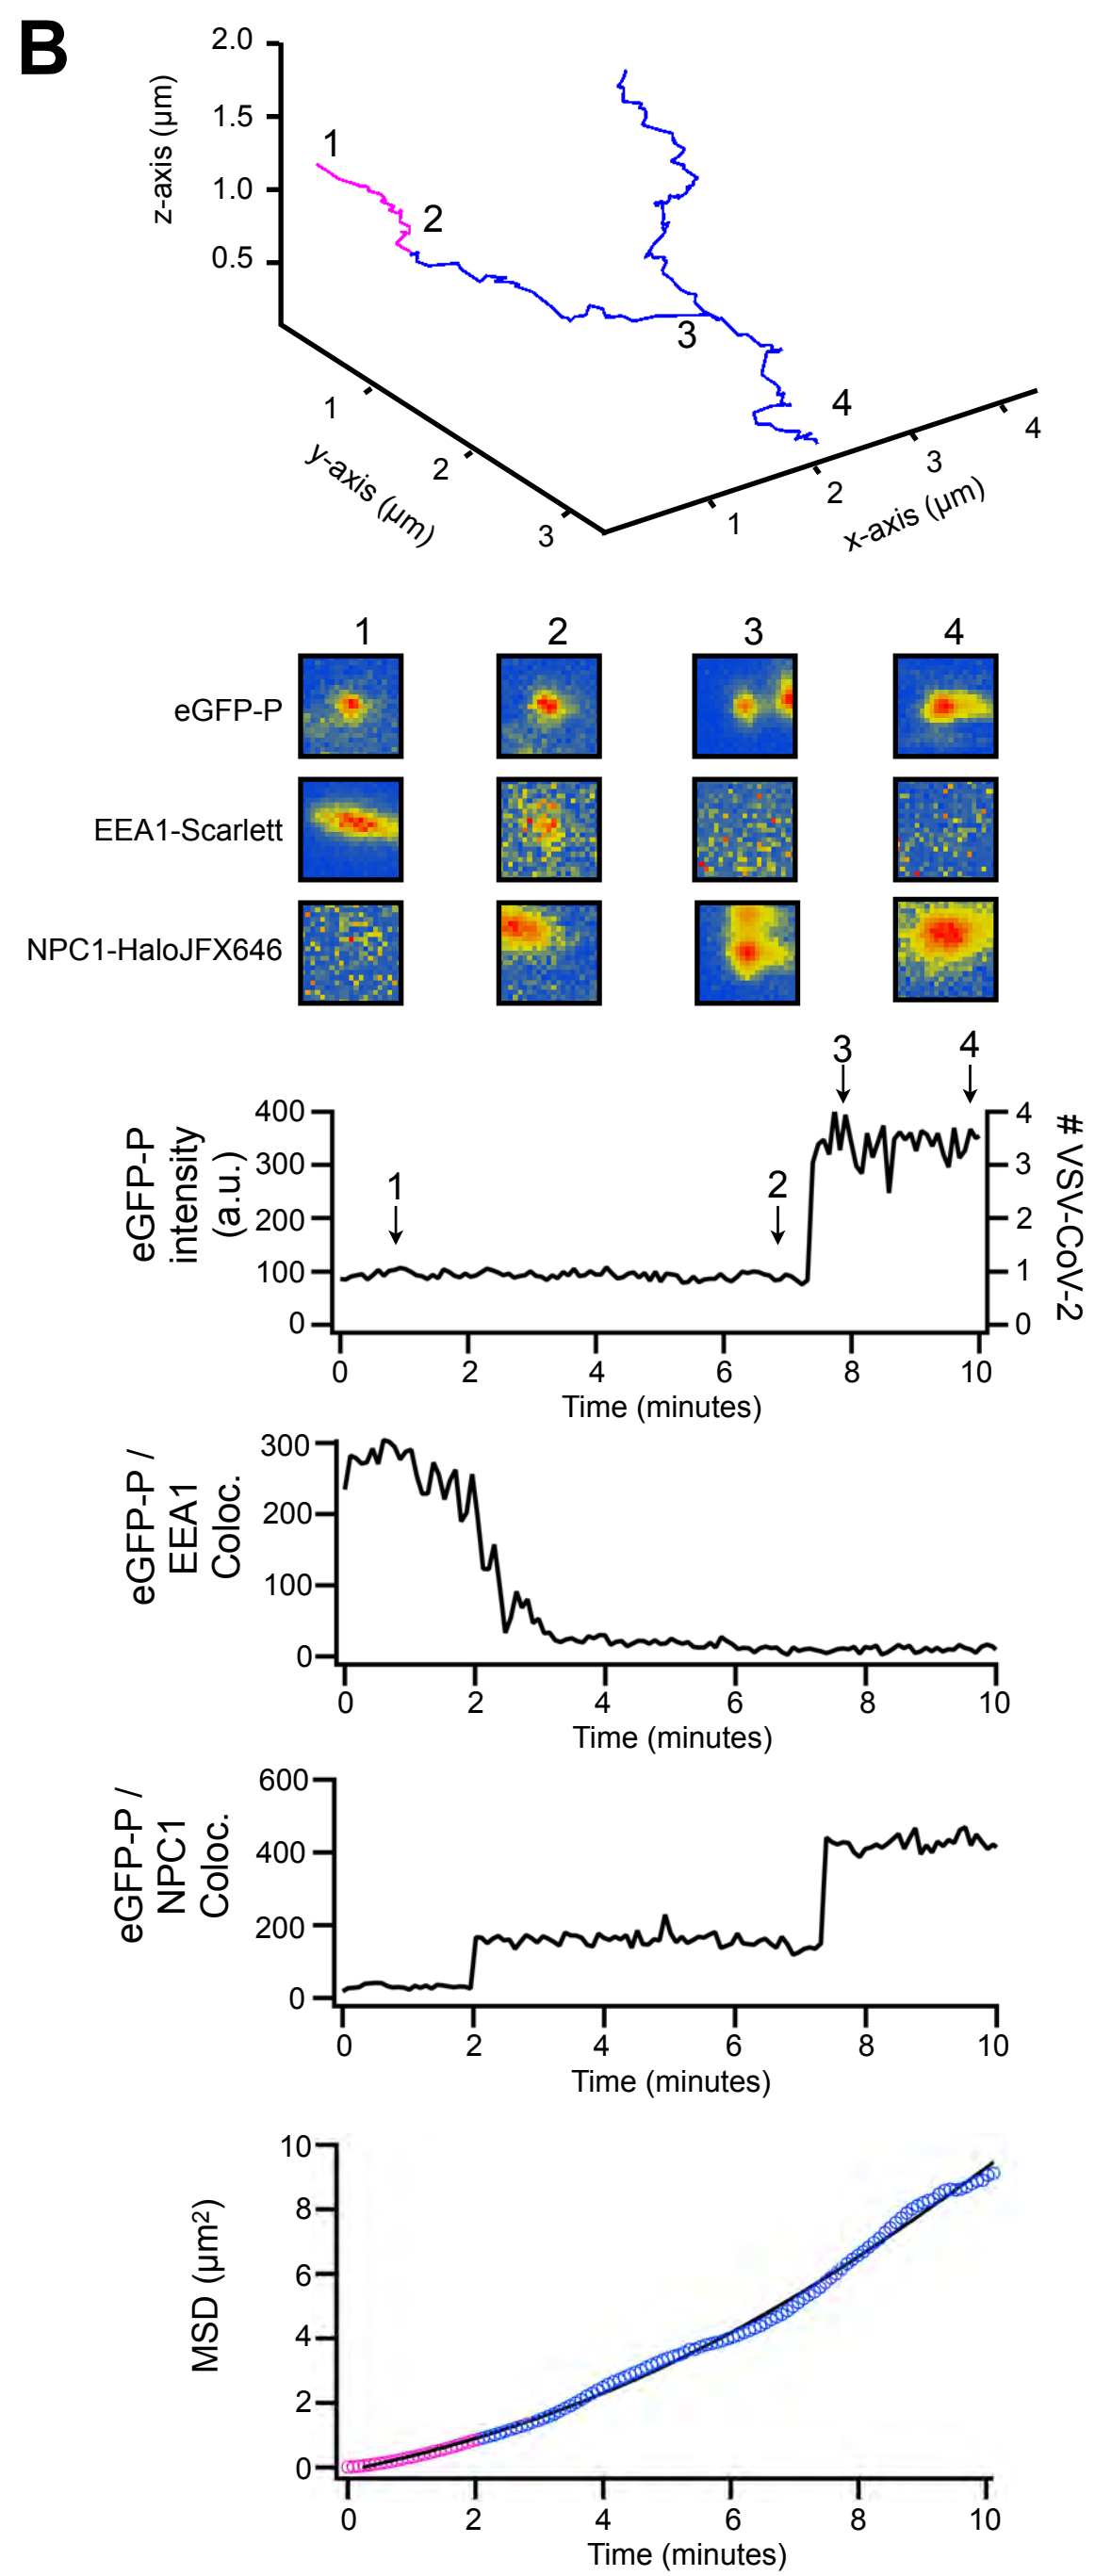 B
2.0
1.5
1.0
0.5
z-axis (μm)
1
2
3
4
1
2
3
y-axis (μm)
1
2
3
4
x-axis (μm)
1 2 3 4
eGFP-P
EEA1-Scarlett
NPC1-HaloJFX646
eGFP-P
intensity
(a.u.)
400
300
200
100
0
1
2
3
4
4
3
2
1
0
# VSV-CoV-2
0 2 4 6 8 10
Time (minutes)
eGFP-P /
EEA1
Coloc.
300
200
100
0
0 2 4 6 8 10
Time (minutes)
eGFP-P /
NPC1
Coloc.
600
400
200
0
0 2 4 6 8 10
Time (minutes)
MSD (μm²)
10
8
6
4
2
0
0 2 4 6 8 10
Time (minutes)